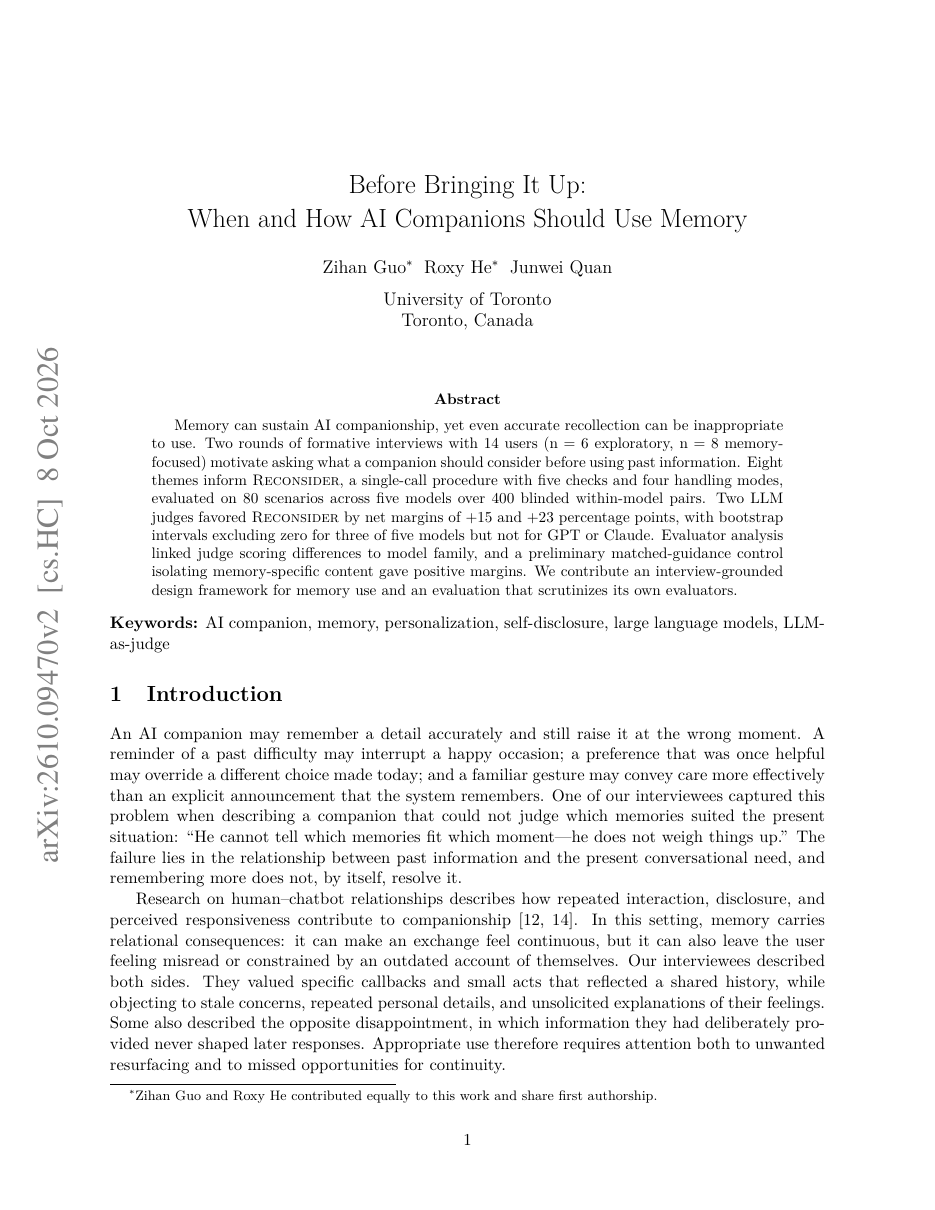 Before Bringing It Up:
When and How AI Companions Should Use Memory
Zihan Guo* Roxy He* Junwei Quan
University of Toronto
Toronto, Canada
Abstract
Memory can sustain AI companionship, yet even accurate recollection can be inappropriate
to use. Two rounds of formative interviews with 14 users (n = 6 exploratory, n = 8 memory-
focused) motivate asking what a companion should consider before using past information. Eight
themes inform RECONSIDER, a single-call procedure with five checks and four handling modes,
evaluated on 80 scenarios across five models over 400 blinded within-model pairs. Two LLM
judges favored RECONSIDER by net margins of +15 and +23 percentage points, with bootstrap
intervals excluding zero for three of five models but not for GPT or Claude. Evaluator analysis
linked judge scoring differences to model family, and a preliminary matched-guidance control
isolating memory-specific content gave positive margins. We contribute an interview-grounded
design framework for memory use and an evaluation that scrutinizes its own evaluators.
Keywords: AI companion, memory, personalization, self-disclosure, large language models, LLM-
as-judge
1 Introduction
An AI companion may remember a detail accurately and still raise it at the wrong moment. A
reminder of a past difficulty may interrupt a happy occasion; a preference that was once helpful
may override a different choice made today; and a familiar gesture may convey care more effectively
than an explicit announcement that the system remembers. One of our interviewees captured this
problem when describing a companion that could not judge which memories suited the present
situation: “He cannot tell which memories fit which moment—he does not weigh things up.” The
failure lies in the relationship between past information and the present conversational need, and
remembering more does not, by itself, resolve it.
Research on human–chatbot relationships describes how repeated interaction, disclosure, and
perceived responsiveness contribute to companionship [12, 14]. In this setting, memory carries
relational consequences: it can make an exchange feel continuous, but it can also leave the user
feeling misread or constrained by an outdated account of themselves. Our interviewees described
both sides. They valued specific callbacks and small acts that reflected a shared history, while
objecting to stale concerns, repeated personal details, and unsolicited explanations of their feelings.
Some also described the opposite disappointment, in which information they had deliberately pro-
vided never shaped later responses. Appropriate use therefore requires attention both to unwanted
resurfacing and to missed opportunities for continuity.
*Zihan Guo and Roxy He contributed equally to this work and share first authorship.
1
arXiv:2610.09470v2 [cs.HC] 8 Oct 2026